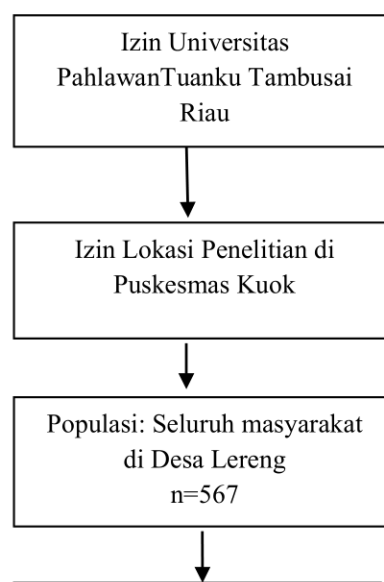 Izin Universitas
PahlawanTuanku Tambusai
Riau
Izin Lokasi Penelitian di
Puskesmas Kuok
Populasi: Seluruh masyarakat
di Desa Lereng
n=567